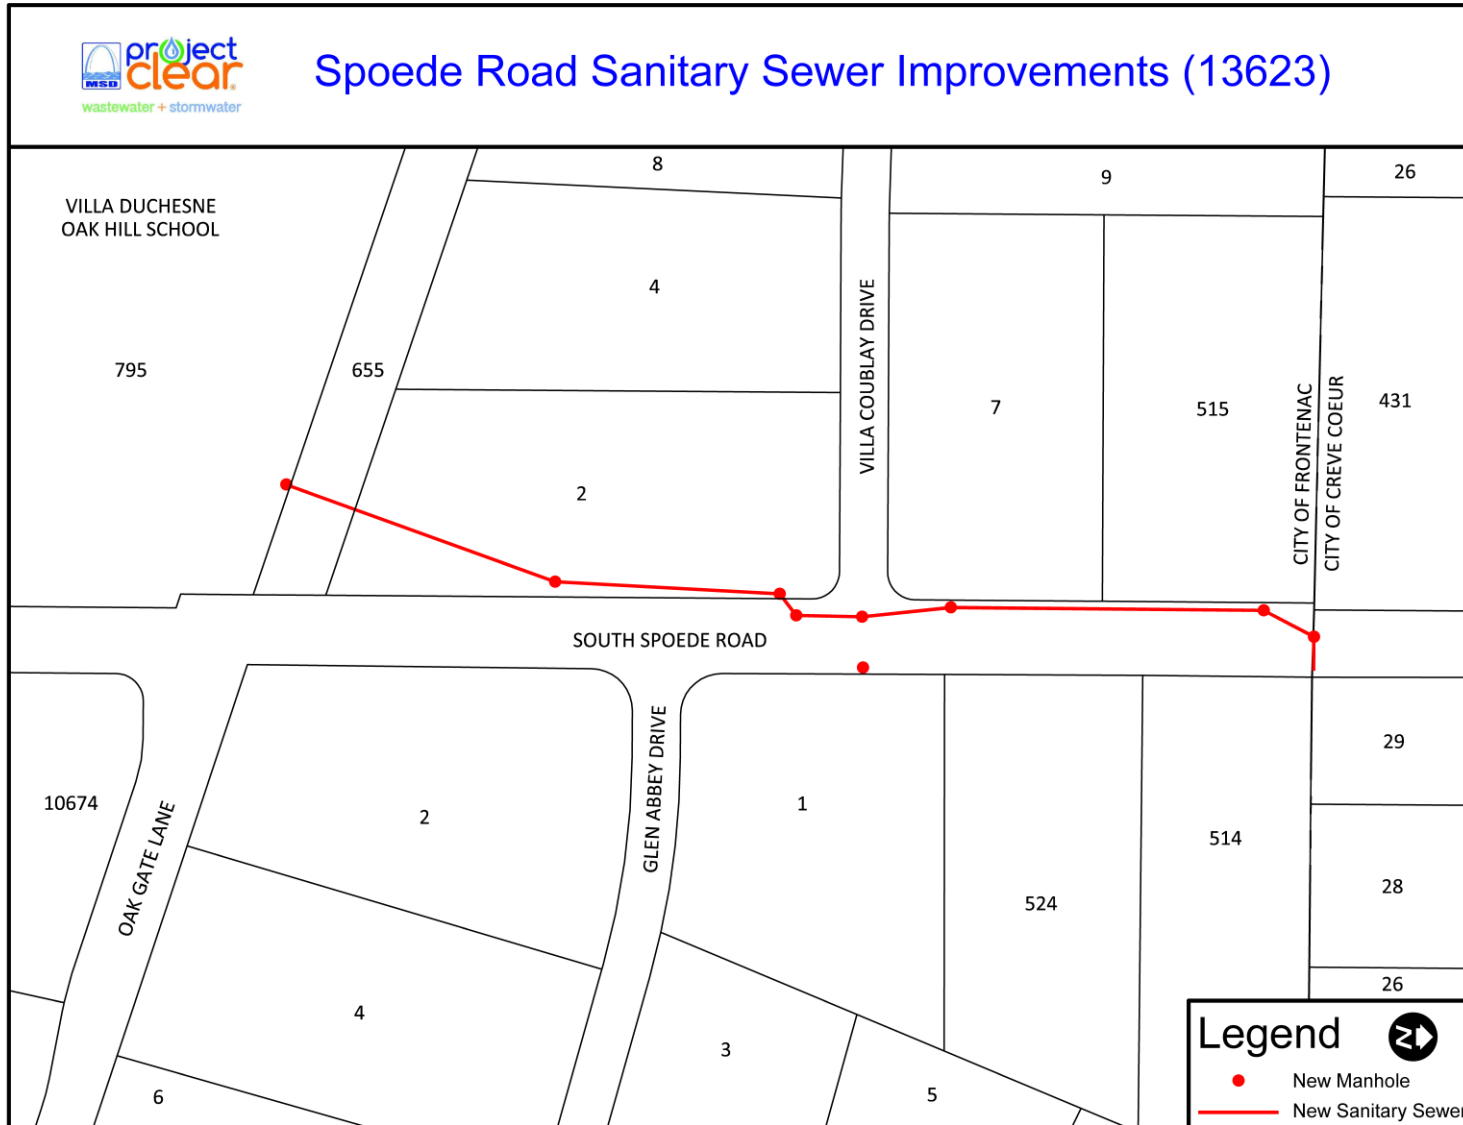 project
clear
MSD
wastewater + stormwater
Spoede Road Sanitary Sewer Improvements (13623)
8
9
26
VILLA DUCHESNE
OAK HILL SCHOOL
4
795
655
VILLA COUBLAY DRIVE
7
515
CITY OF FRONTENAC
CITY OF CREVE COEUR
431
2
SOUTH SPOEDE ROAD
10674
OAK GATE LANE
2
GLEN ABBEY DRIVE
1
524
514
29
28
26
4
3
5
6
Legend
N
New Manhole
New Sanitary Sewer